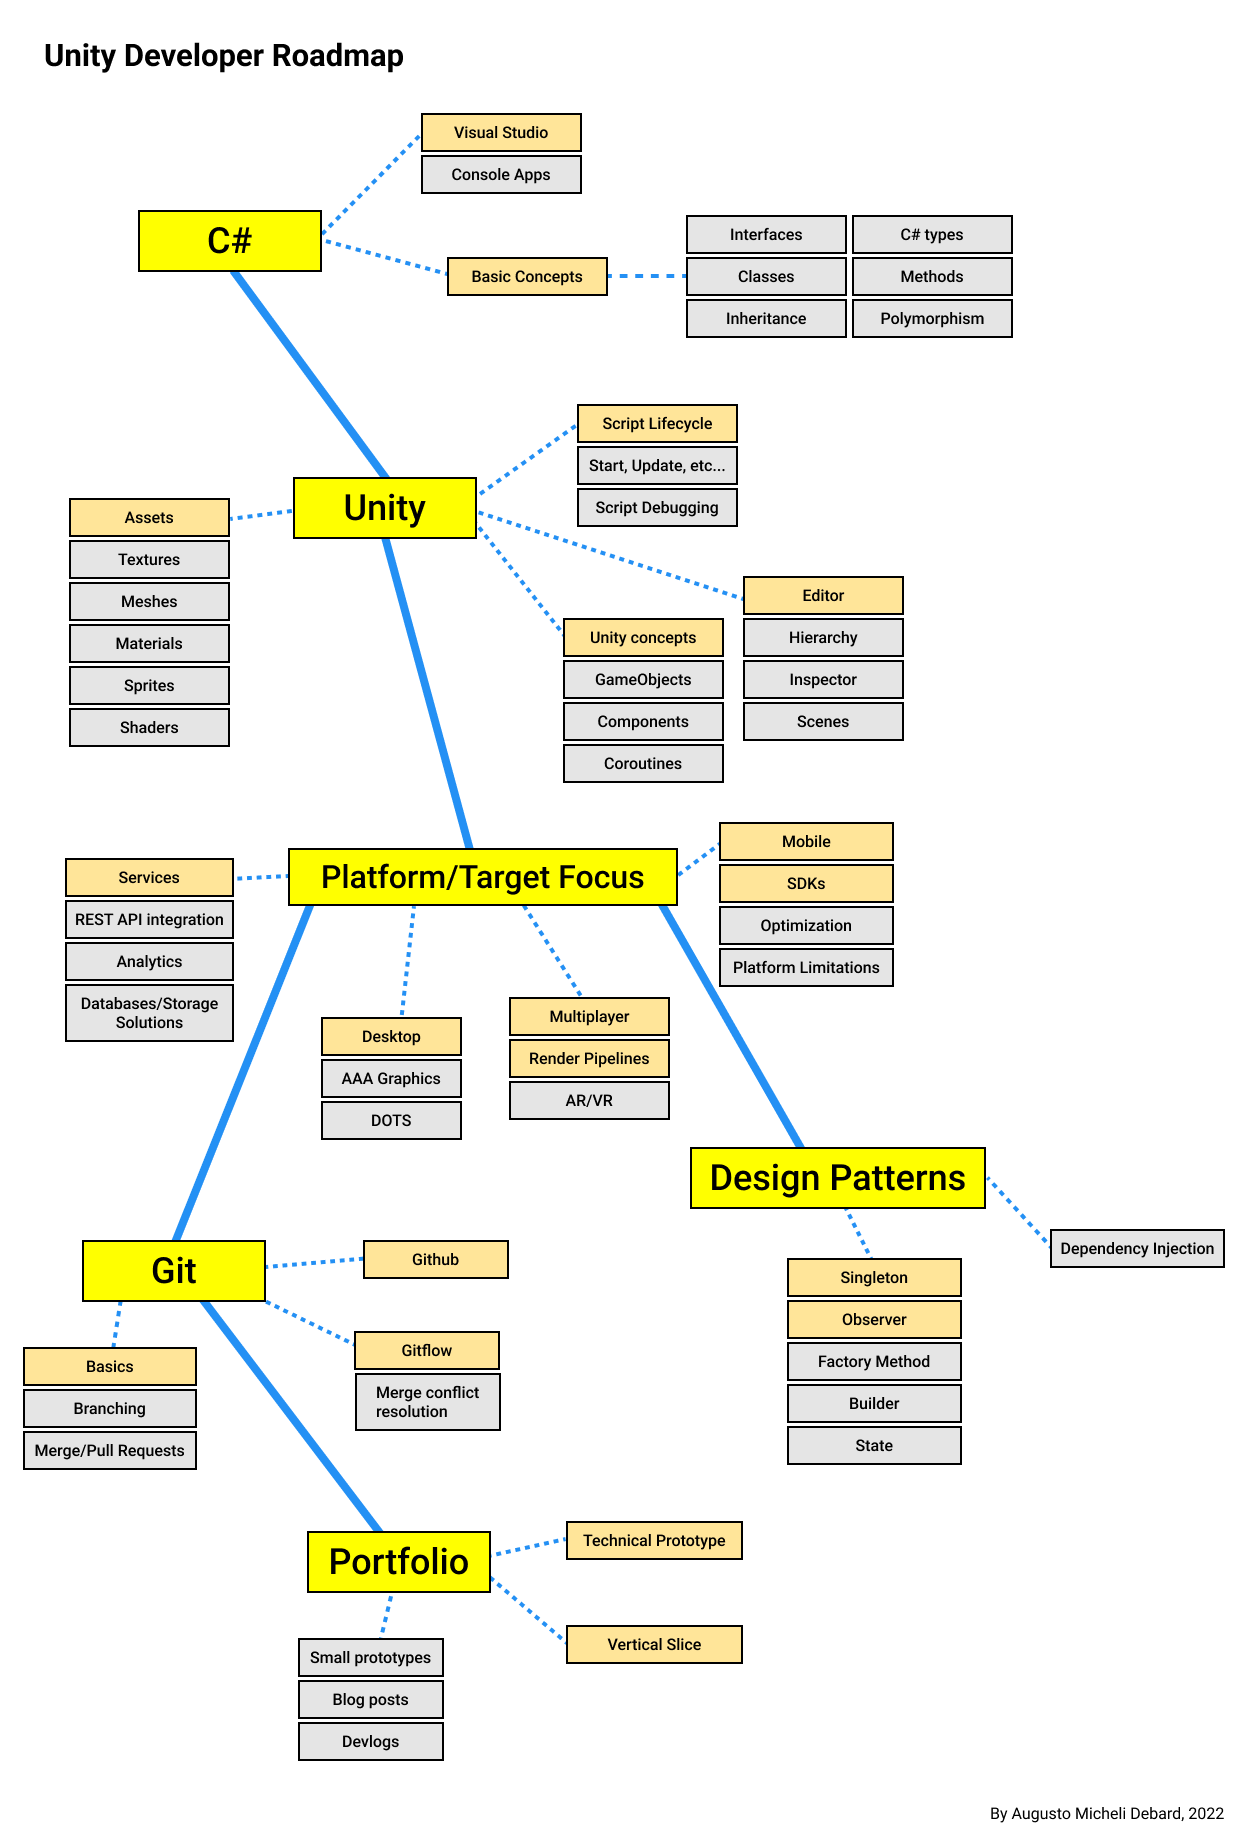 Unity Developer Roadmap
Visual Studio
Console Apps
C#
Basic Concepts
Interfaces
C# types
Classes
Methods
Inheritance
Polymorphism
Script Lifecycle
Start, Update, etc...
Script Debugging
Unity
Assets
Textures
Meshes
Materials
Sprites
Shaders
Editor
Hierarchy
Inspector
Scenes
Unity concepts
GameObjects
Components
Coroutines
Platform/Target Focus
Mobile
SDKs
Optimization
Platform Limitations
Services
REST API integration
Analytics
Databases/Storage
Solutions
Desktop
AAA Graphics
DOTS
Multiplayer
Render Pipelines
AR/VR
Design Patterns
Dependency Injection
Singleton
Observer
Factory Method
Builder
State
Git
Github
Gitflow
Merge conflict
resolution
Basics
Branching
Merge/Pull Requests
Portfolio
Technical Prototype
Vertical Slice
Small prototypes
Blog posts
Devlogs
By Augusto Micheli Debard, 2022